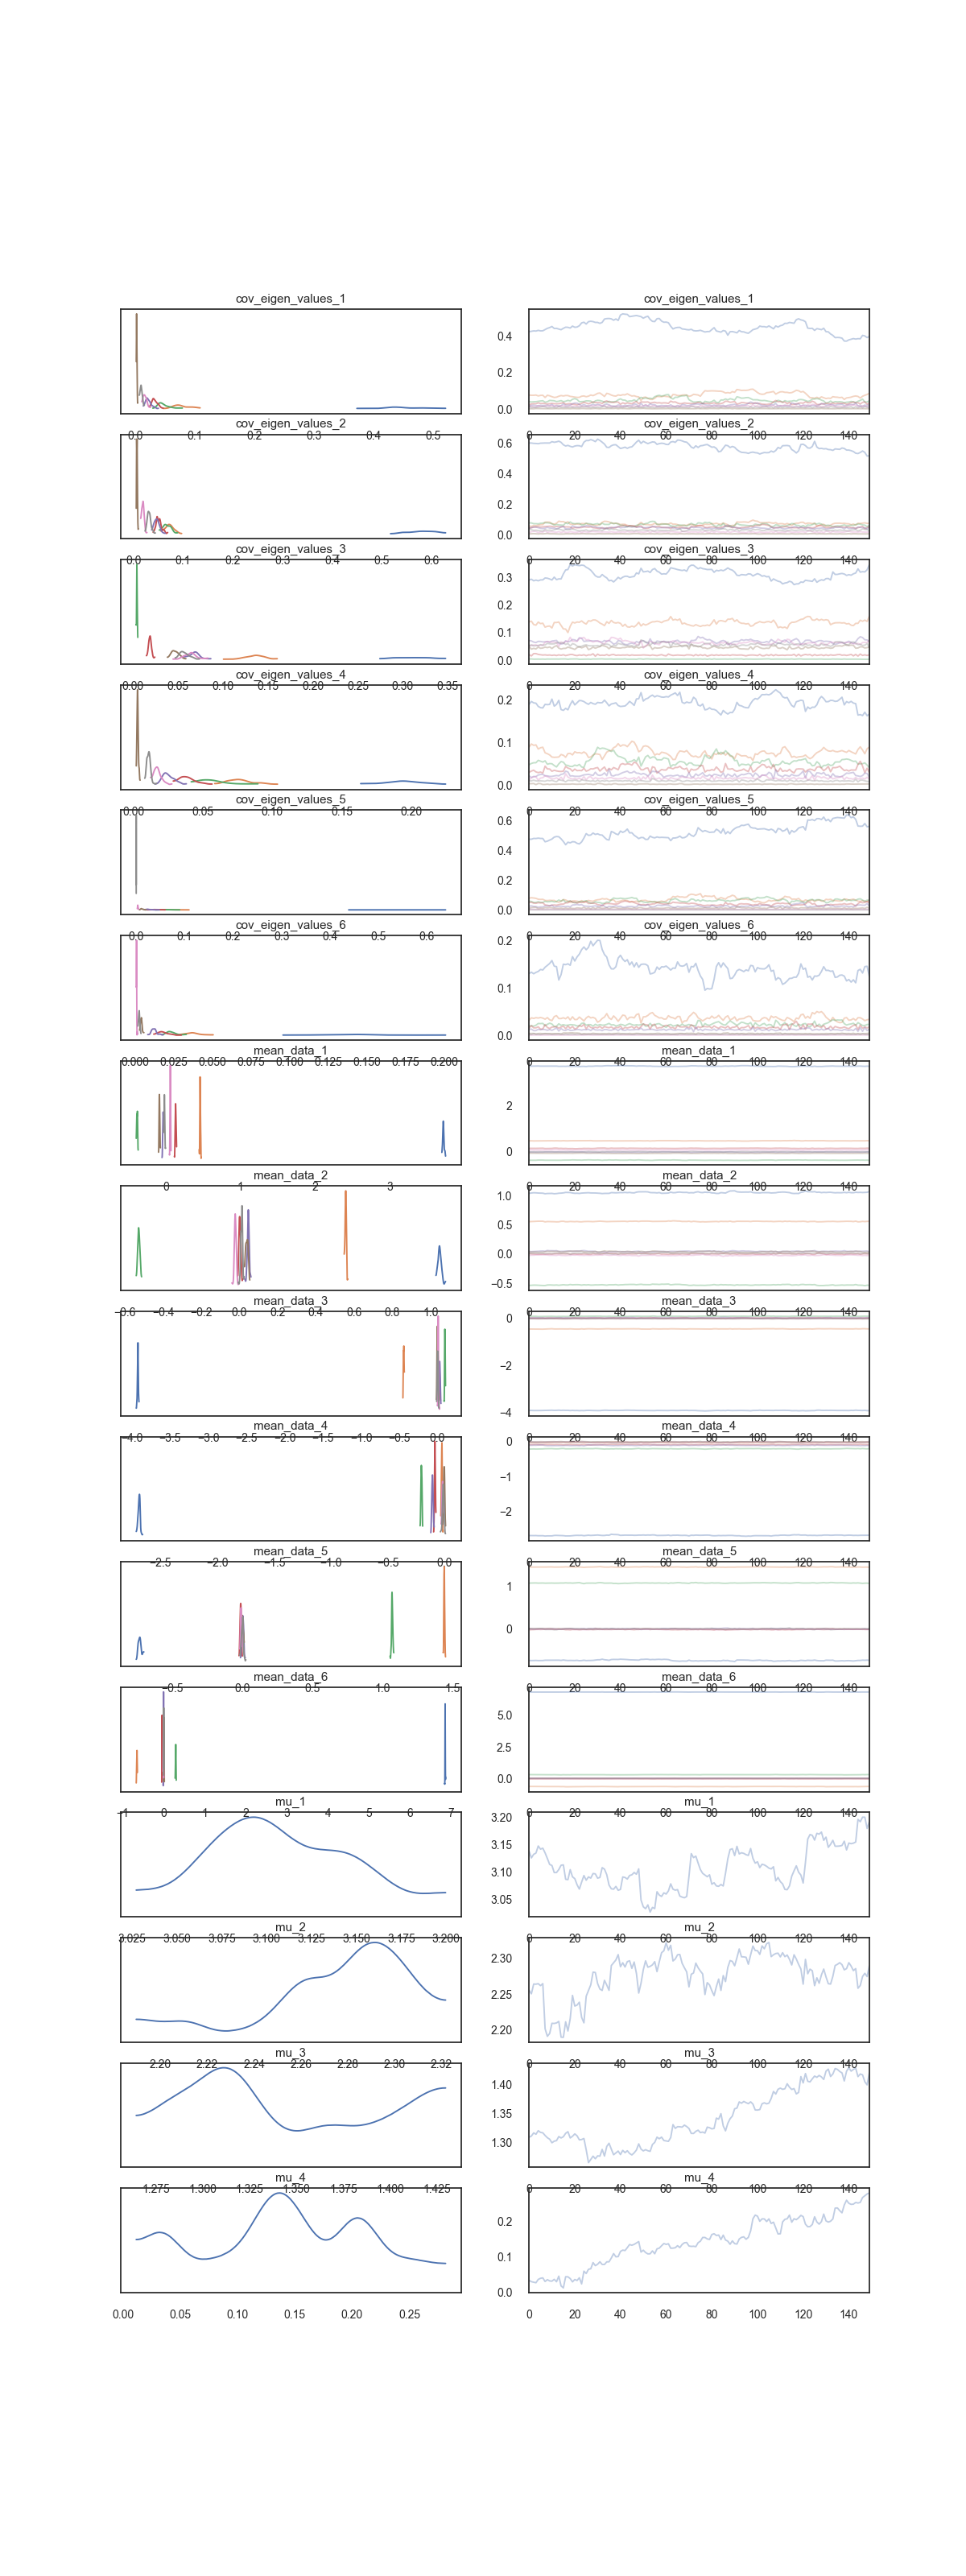 cov_eigen_values_1 cov_eigen_values_1
0.4
0.2
0.0
cov_eigen_values_2 cov_eigen_values_2
0.0 0.1 0.2 0.3 0.4 0.5 0 20 40 60 80 100 120 140
0.6
0.4
0.2
0.0
cov_eigen_values_3 cov_eigen_values_3
0.0 0.1 0.2 0.3 0.4 0.5 0.6 0 20 40 60 80 100 120 140
0.3
0.2
0.1
0.0
cov_eigen_values_4 cov_eigen_values_4
0.00 0.05 0.10 0.15 0.20 0.25 0.30 0.35 0 20 40 60 80 100 120 140
0.2
0.1
0.0
cov_eigen_values_5 cov_eigen_values_5
0.00 0.05 0.10 0.15 0.20 0 20 40 60 80 100 120 140
0.6
0.4
0.2
0.0
cov_eigen_values_6 cov_eigen_values_6
0.0 0.1 0.2 0.3 0.4 0.5 0.6 0 20 40 60 80 100 120 140
0.2
0.1
0.0
mean_data_1 mean_data_1
0.000 0.025 0.050 0.075 0.100 0.125 0.150 0.175 0.200 0 20 40 60 80 100 120 140
2
0
mean_data_2 mean_data_2
0 1 2 3 0 20 40 60 80 100 120 140
1.0
0.5
0.0
−0.5
mean_data_3 mean_data_3
−0.6 −0.4 −0.2 0.0 0.2 0.4 0.6 0.8 1.0 0 20 40 60 80 100 120 140
0
−2
−4
mean_data_4 mean_data_4
−4.0 −3.5 −3.0 −2.5 −2.0 −1.5 −1.0 −0.5 0.0 0 20 40 60 80 100 120 140
0
−1
−2
mean_data_5 mean_data_5
−2.5 −2.0 −1.5 −1.0 −0.5 0.0 0 20 40 60 80 100 120 140
1
0
mean_data_6 mean_data_6
−0.5 0.0 0.5 1.0 1.5 0 20 40 60 80 100 120 140
5.0
2.5
0.0
mu_1 mu_1
−1 0 1 2 3 4 5 6 7 0 20 40 60 80 100 120 140
3.20
3.15
3.10
3.05
mu_2 mu_2
3.025 3.050 3.075 3.100 3.125 3.150 3.175 3.200 0 20 40 60 80 100 120 140
2.30
2.25
2.20
mu_3 mu_3
2.20 2.22 2.24 2.26 2.28 2.30 2.32 0 20 40 60 80 100 120 140
1.40
1.35
1.30
mu_4 mu_4
1.275 1.300 1.325 1.350 1.375 1.400 1.425 0 20 40 60 80 100 120 140
0.2
0.1
0.0
0.00 0.05 0.10 0.15 0.20 0.25 0 20 40 60 80 100 120 140